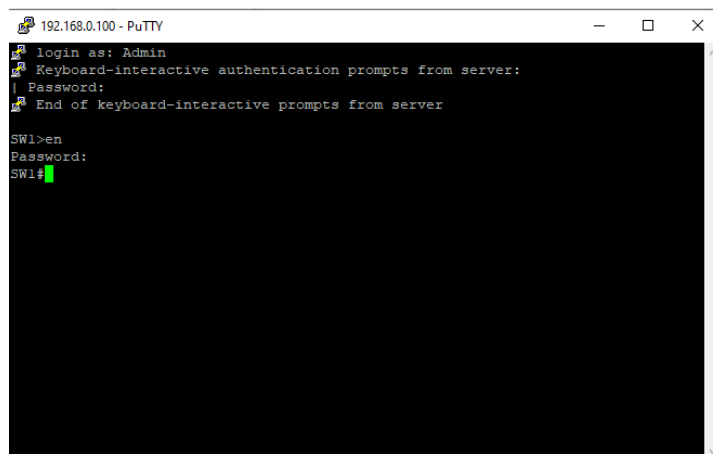 192.168.0.100 - PuTTY
login as: Admin
Keyboard-interactive authentication prompts from server:
| Password:
End of keyboard-interactive prompts from server
SW1>en
Password:
SW1#